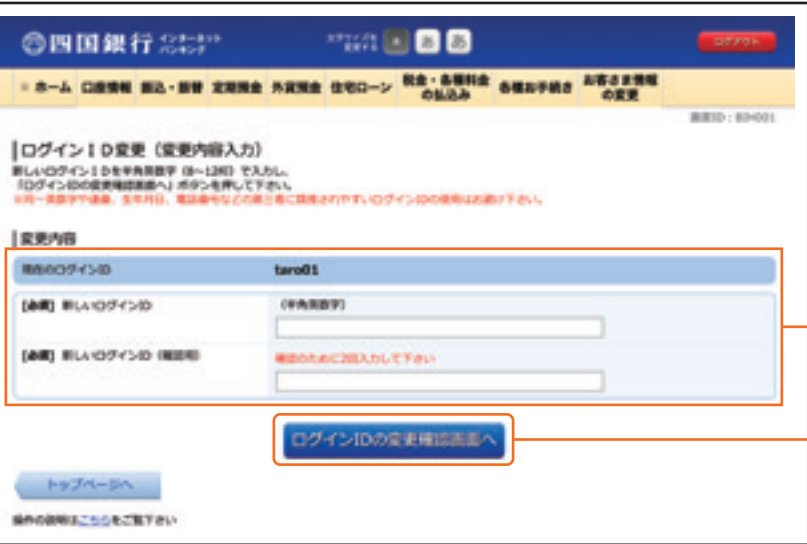 四国銀行 インターネットバンキング
文字サイズを変更する あ あ
ログアウト
ホーム 口座情報 振込・振替 定期預金 外貨預金 住宅ローン 税金・各種料金の払込み 各種お手続き お客さま情報の変更
ログインID変更（変更内容入力）
新しいログインIDを半角英数字（8～12桁）で入力し、
「ログインIDの変更確認画面へ」ボタンを押して下さい。
※同一英数字や連番、生年月日、電話番号などの第三者に類推されやすいログインIDの使用はお避け下さい。
変更内容
現在のログインID taro01
[必須] 新しいログインID （半角英数字）
[必須] 新しいログインID（確認用） 確認のために2回入力して下さい
ログインIDの変更確認画面へ
トップページへ
操作の説明はこちらをご覧下さい